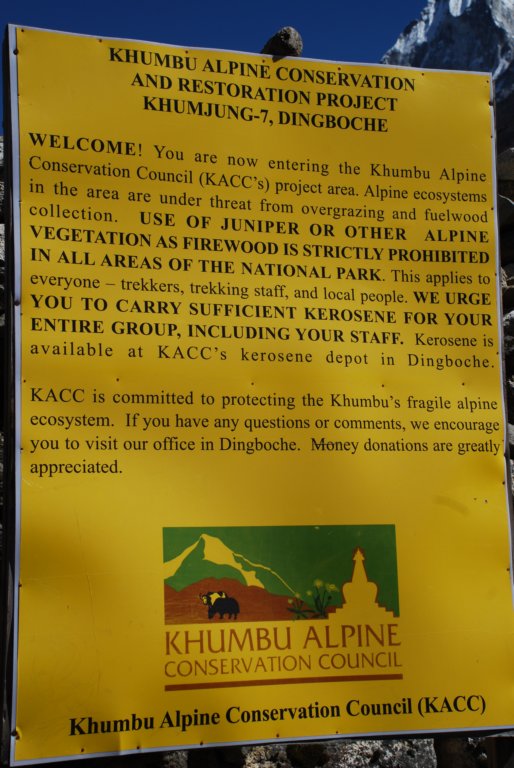 KHUMBU ALPINE CONSERVATION
AND RESTORATION PROJECT
KHUMJUNG-7, DINGBOCHE
WELCOME! You are now entering the Khumbu Alpine
Conservation Council (KACC's) project area. Alpine ecosystems
in the area are under threat from overgrazing and fuelwood
collection. USE OF JUNIPER OR OTHER ALPINE
VEGETATION AS FIREWOOD IS STRICTLY PROHIBITED
IN ALL AREAS OF THE NATIONAL PARK. This applies to
everyone – trekkers, trekking staff, and local people. WE URGE
YOU TO CARRY SUFFICIENT KEROSENE FOR YOUR
ENTIRE GROUP, INCLUDING YOUR STAFF. Kerosene is
available at KACC's kerosene depot in Dingboche.
KACC is committed to protecting the Khumbu's fragile alpine
ecosystem. If you have any questions or comments, we encourage
you to visit our office in Dingboche. Money donations are greatly
appreciated.
KHUMBU ALPINE
CONSERVATION COUNCIL
Khumbu Alpine Conservation Council (KACC)